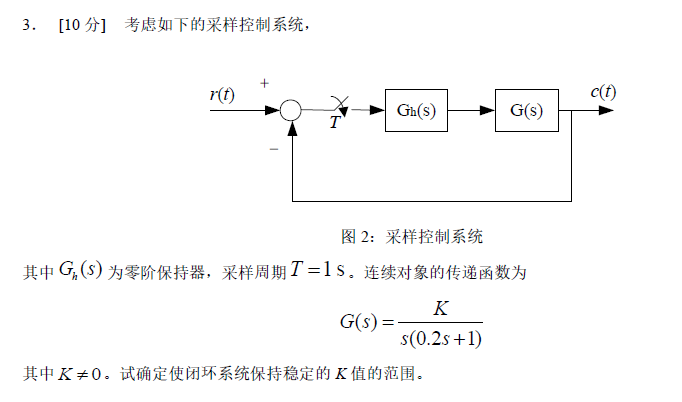 3. [10 分] 考虑如下的采样控制系统，
r(t)
+
c(t)
T
Gh(s)
G(s)
−
图 2：采样控制系统
其中 G_h(s) 为零阶保持器，采样周期 T = 1 s。连续对象的传递函数为
G(s) = K / s(0.2s+1)
其中 K ≠ 0。试确定使闭环系统保持稳定的 K 值的范围。